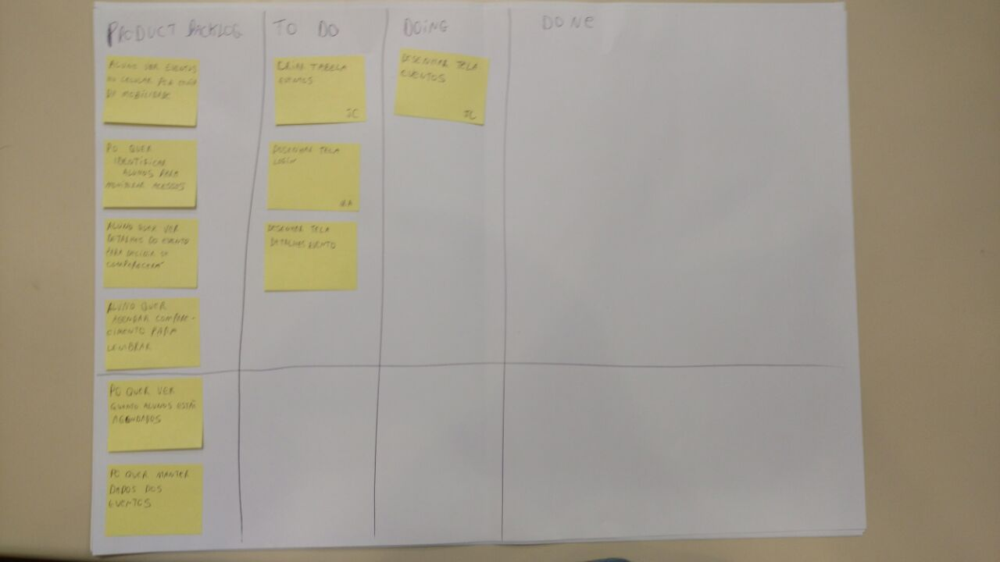 PRODUCT BACKLOG
TO DO
DOING
DONE
ALUNO VER EVENTOS
NO CELULAR POR CONTA
DA MOBILIDADE
PO QUER
IDENTIFICAR
ALUNOS PARA
MONITORAR ACESSOS
ALUNO QUER VER
DETALHES DO EVENTO
PARA DECIDIR SE
COMPARECERÁ
ALUNO QUER
AGENDAR COMPARE-
CIMENTO PARA
LEMBRAR
PO QUER VER
QUANTO ALUNOS ESTÃO
AGENDADOS
PO QUER MANTER
DADOS DOS
EVENTOS
CRIAR TABELA
EVENTOS
JC
DESENHAR TELA
LOGIN
DESENHAR TELA
DETALHES EVENTO
DESENHAR TELA
EVENTOS
JC